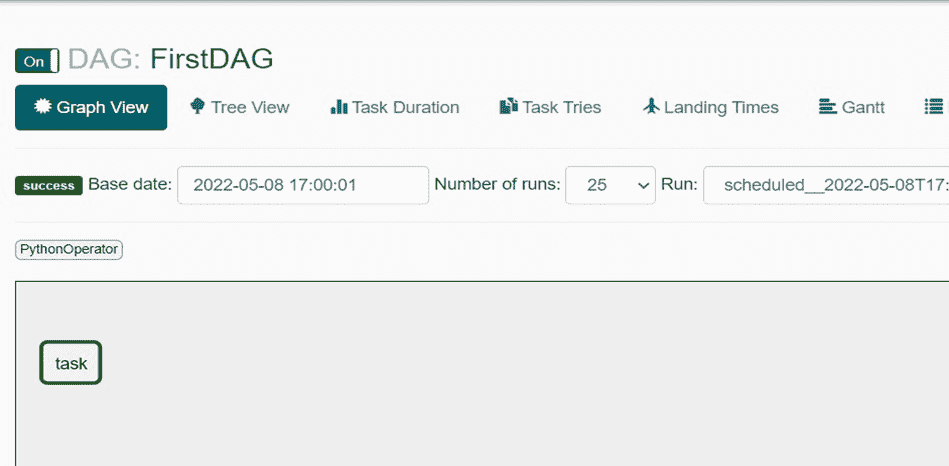 On DAG: FirstDAG
Graph View Tree View Task Duration Task Tries Landing Times Gantt
success Base date: 2022-05-08 17:00:01 Number of runs: 25 Run: scheduled__2022-05-08T17:
PythonOperator
task